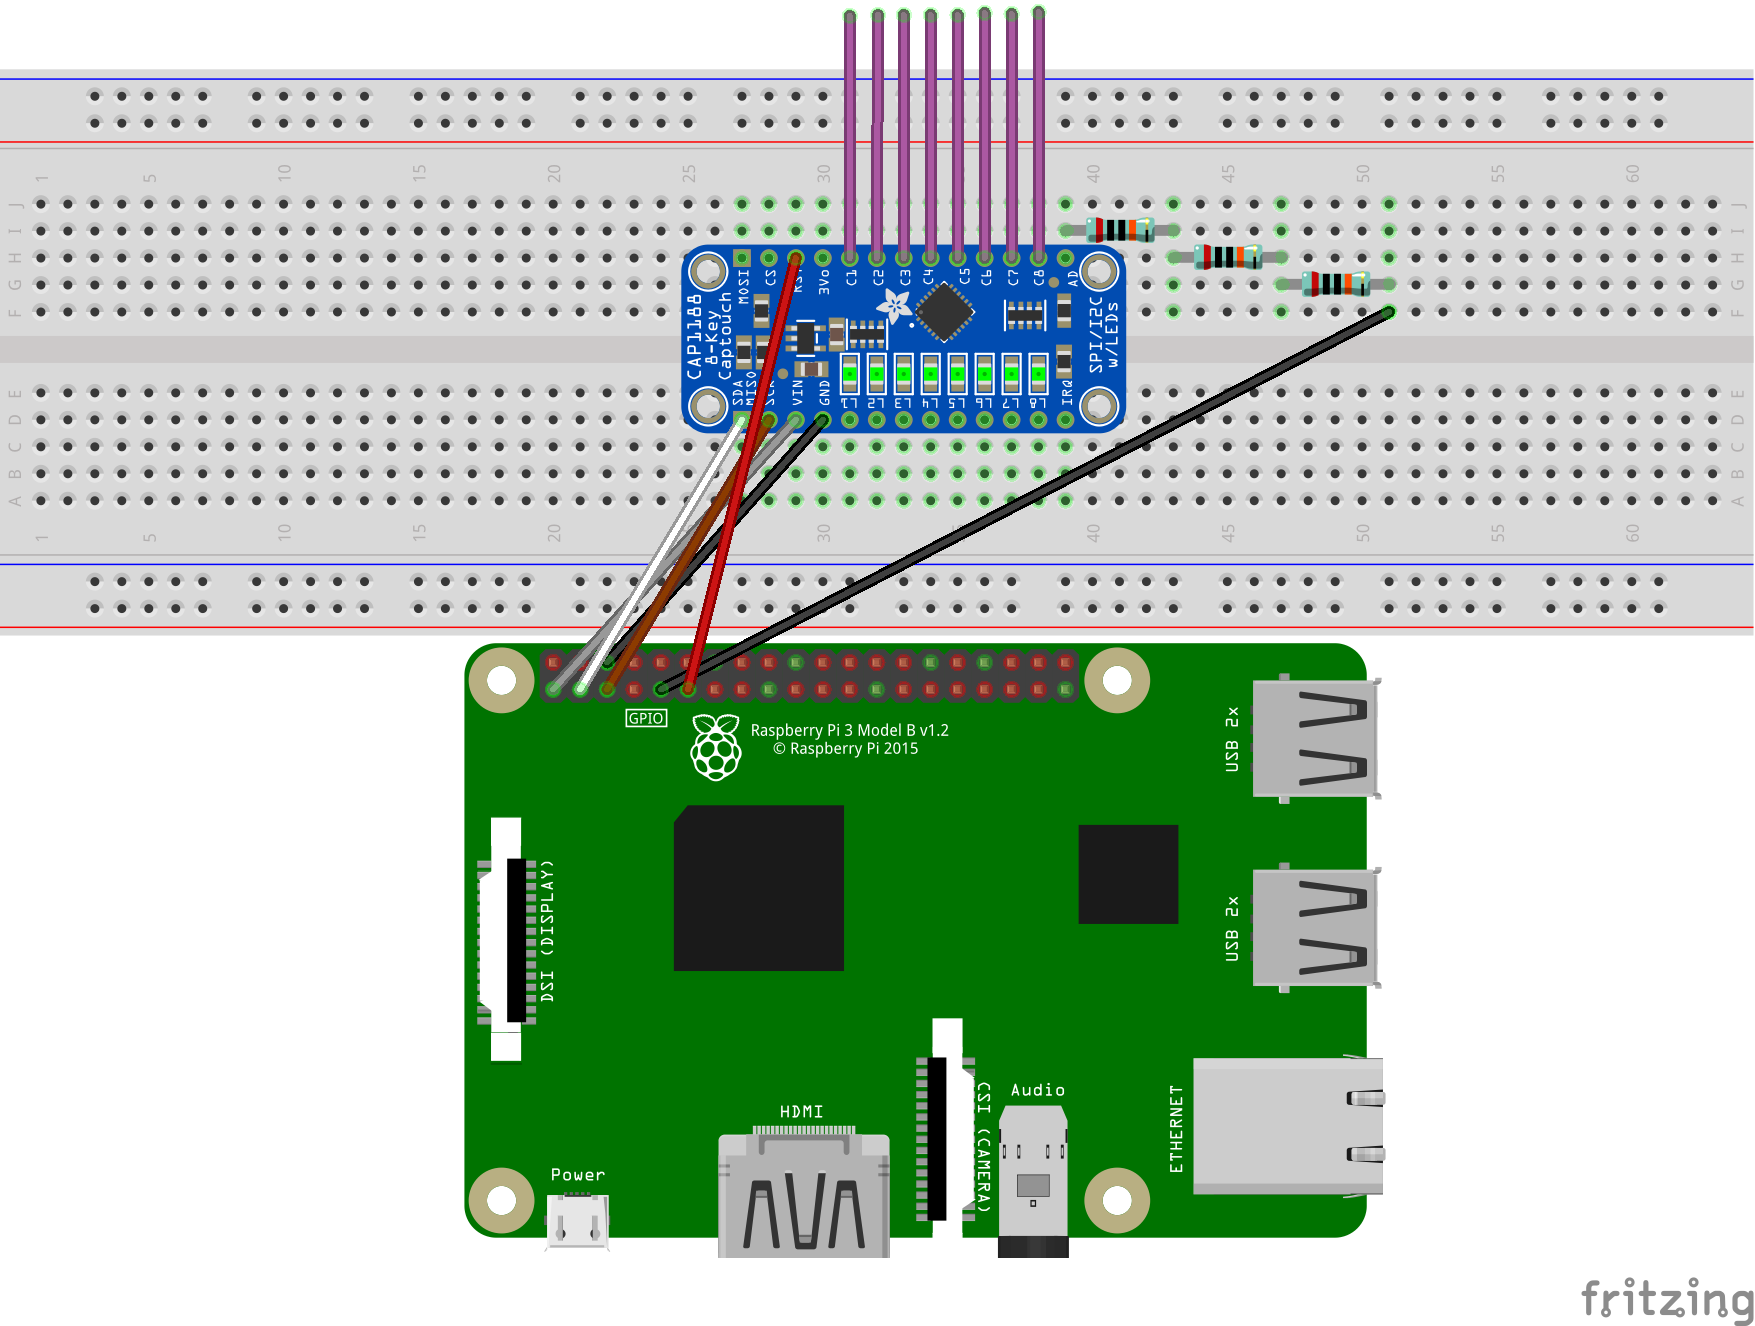 1 5 10 15 20 25 30 40 45 50 55 60
J J
I I
H H
G G
F F
MOSI CS 3Vo C1 C2 C3 C4 C5 C6 C7 C8 AD
CAP1188
8-Key
Captouch
SPI/I2C
w/LEDs
SDA
MISO VIN GND L1 L2 L3 L4 L5 L6 L7 L8 IRQ
E E
D D
C C
B B
A A
1 5 10 15 20 30 40 45 50 55 60
GPIO
Raspberry Pi 3 Model B v1.2
© Raspberry Pi 2015
USB 2x
DSI (DISPLAY)
USB 2x
Power
HDMI
CSI (CAMERA)
Audio
ETHERNET
fritzing